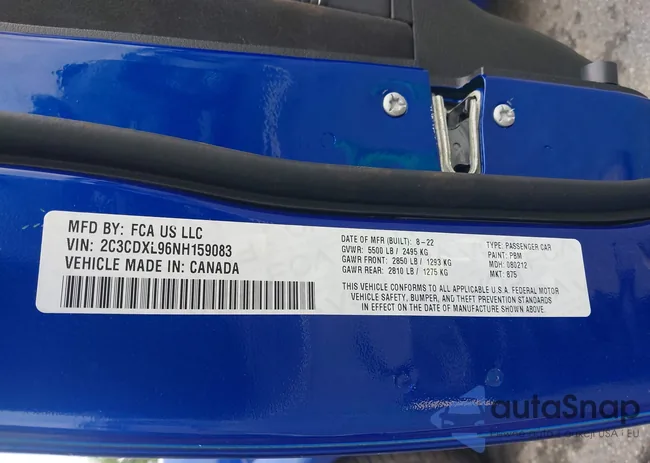 MFD BY: FCA US LLC
VIN: 2C3CDXL96NH159083
VEHICLE MADE IN: CANADA
DATE OF MFR (BUILT): 8-22
GVWR: 5500 LB / 2495 KG
GAWR FRONT: 2850 LB / 1293 KG
GAWR REAR: 2810 LB / 1275 KG
TYPE: PASSENGER CAR
PAINT: PBM
MDH: 080212
MKT: 875
THIS VEHICLE CONFORMS TO ALL APPLICABLE U.S.A. FEDERAL MOTOR
VEHICLE SAFETY, BUMPER, AND THEFT PREVENTION STANDARDS
IN EFFECT ON THE DATE OF MANUFACTURE SHOWN ABOVE.
autaSnap
USA · EU